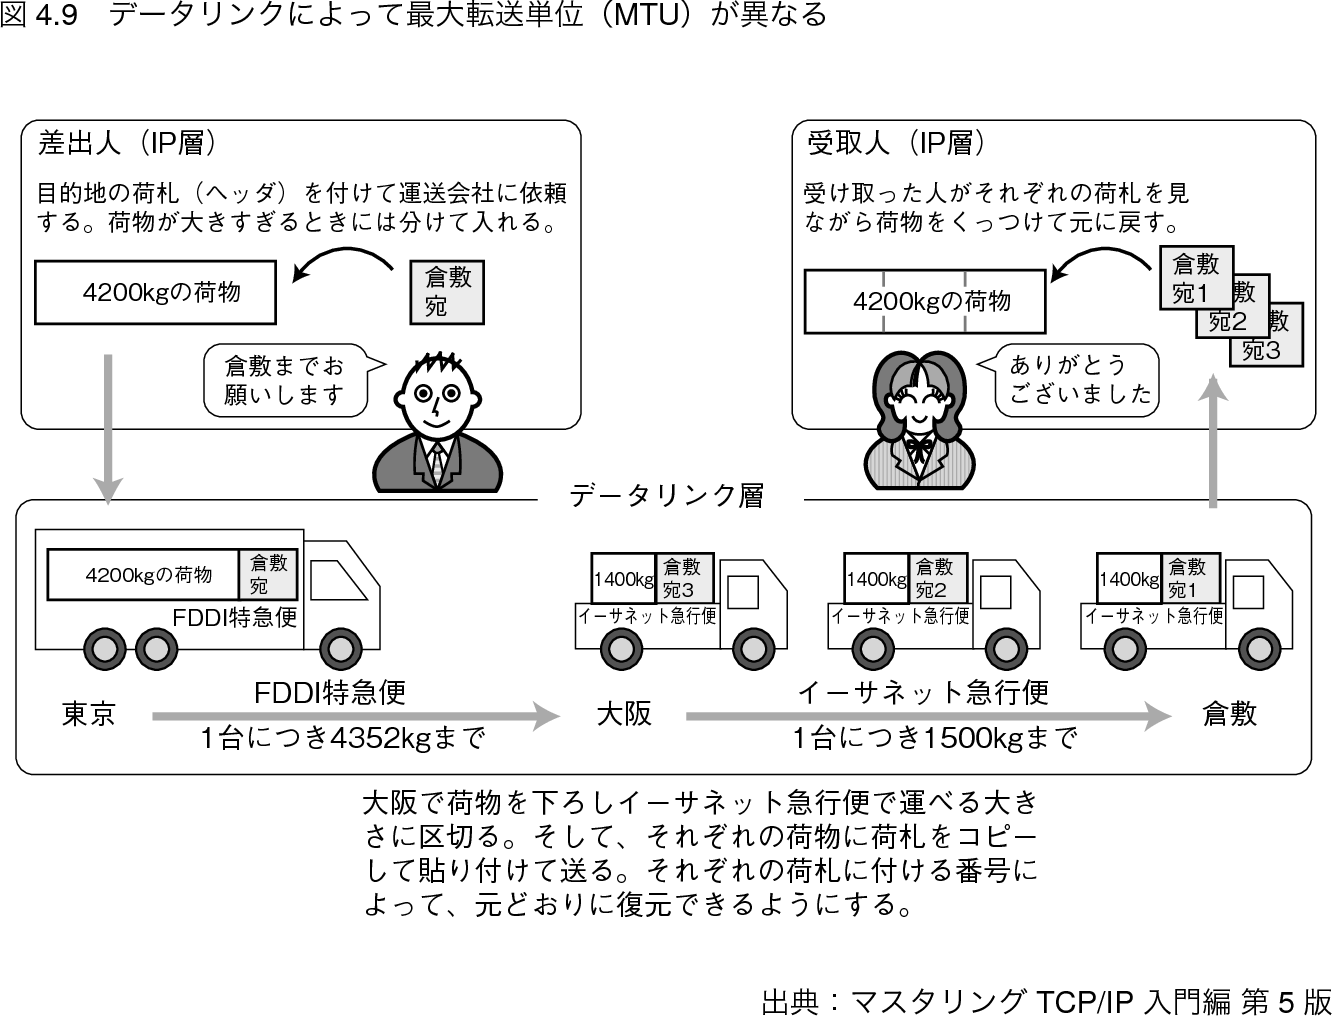 図 4.9　データリンクによって最大転送単位（MTU）が異なる
差出人（IP層）
目的地の荷札（ヘッダ）を付けて運送会社に依頼
する。荷物が大きすぎるときには分けて入れる。
4200kgの荷物
倉敷
宛
倉敷までお
願いします
受取人（IP層）
受け取った人がそれぞれの荷札を見
ながら荷物をくっつけて元に戻す。
4200kgの荷物
倉敷
宛1
敷
宛2
敷
宛3
ありがとう
ございました
データリンク層
4200kgの荷物
倉敷
宛
FDDI特急便
1400kg
倉敷
宛3
イーサネット急行便
1400kg
倉敷
宛2
イーサネット急行便
1400kg
倉敷
宛1
イーサネット急行便
東京
FDDI特急便
1台につき4352kgまで
大阪
イーサネット急行便
1台につき1500kgまで
倉敷
大阪で荷物を下ろしイーサネット急行便で運べる大き
さに区切る。そして、それぞれの荷物に荷札をコピー
して貼り付けて送る。それぞれの荷札に付ける番号に
よって、元どおりに復元できるようにする。
出典：マスタリング TCP/IP 入門編 第 5 版